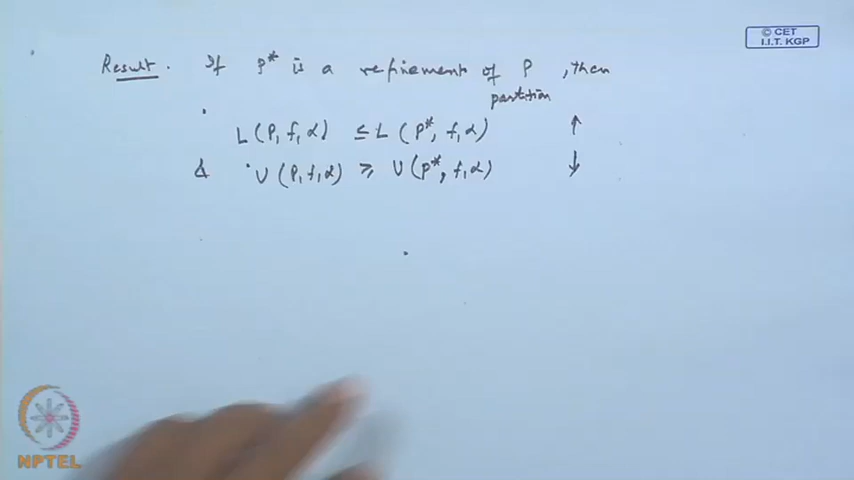 © CET
I.I.T. KGP
Result. If P* is a refinement of P, then
partition
L(P,f,α) ≤ L(P*,f,α) ↑
& U(P,f,α) ≥ U(P*,f,α) ↓
NPTEL